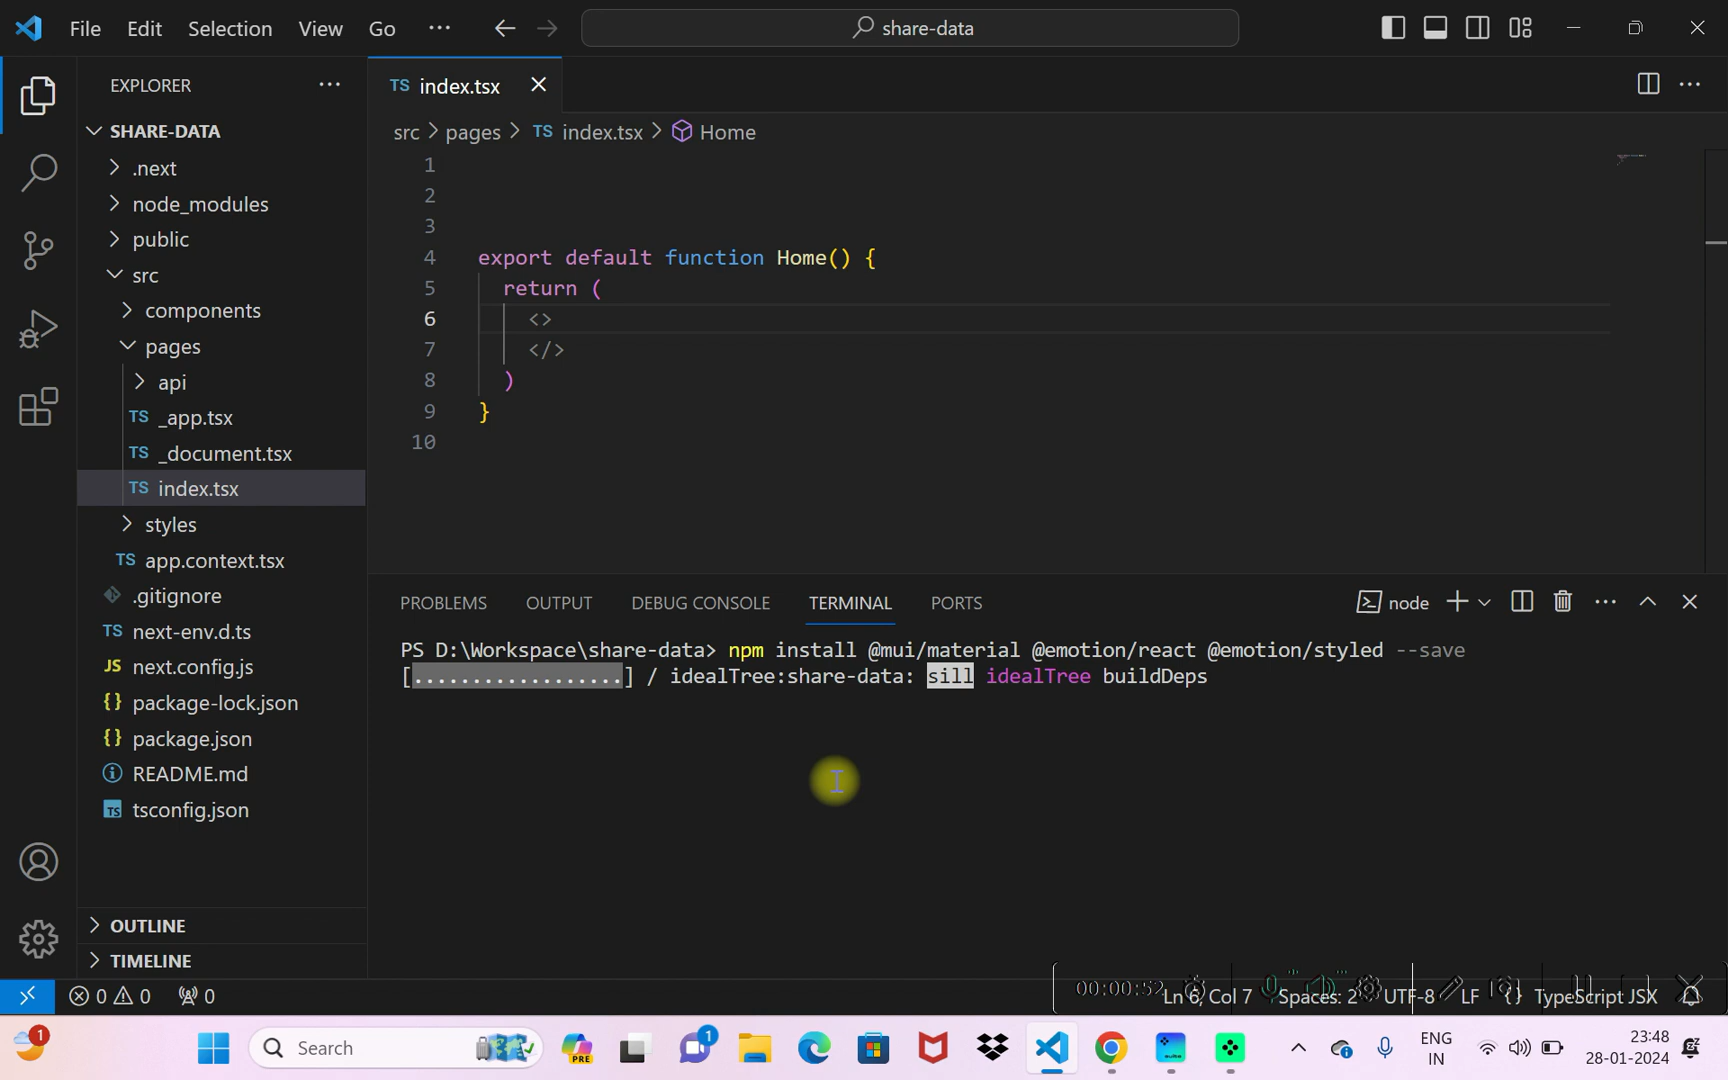 File Edit Selection View Go ··· share-data
EXPLORER ···
SHARE-DATA
.next
node_modules
public
src
components
pages
api
TS _app.tsx
TS _document.tsx
TS index.tsx
styles
TS app.context.tsx
.gitignore
TS next-env.d.ts
JS next.config.js
{} package-lock.json
{} package.json
README.md
TS tsconfig.json
OUTLINE
TIMELINE
TS index.tsx
src > pages > TS index.tsx > Home
1
2
3
4 export default function Home() {
5 return (
6 <>
7 </>
8 )
9 }
10
PROBLEMS OUTPUT DEBUG CONSOLE TERMINAL PORTS node
PS D:\Workspace\share-data> npm install @mui/material @emotion/react @emotion/styled --save
[..................] / idealTree:share-data: sill idealTree buildDeps
0 0 0 00:00:52 Ln 6, Col 7 Spaces: 2 UTF-8 LF {} TypeScript JSX
1 Search PRE 1 ENG 23:48
IN 28-01-2024